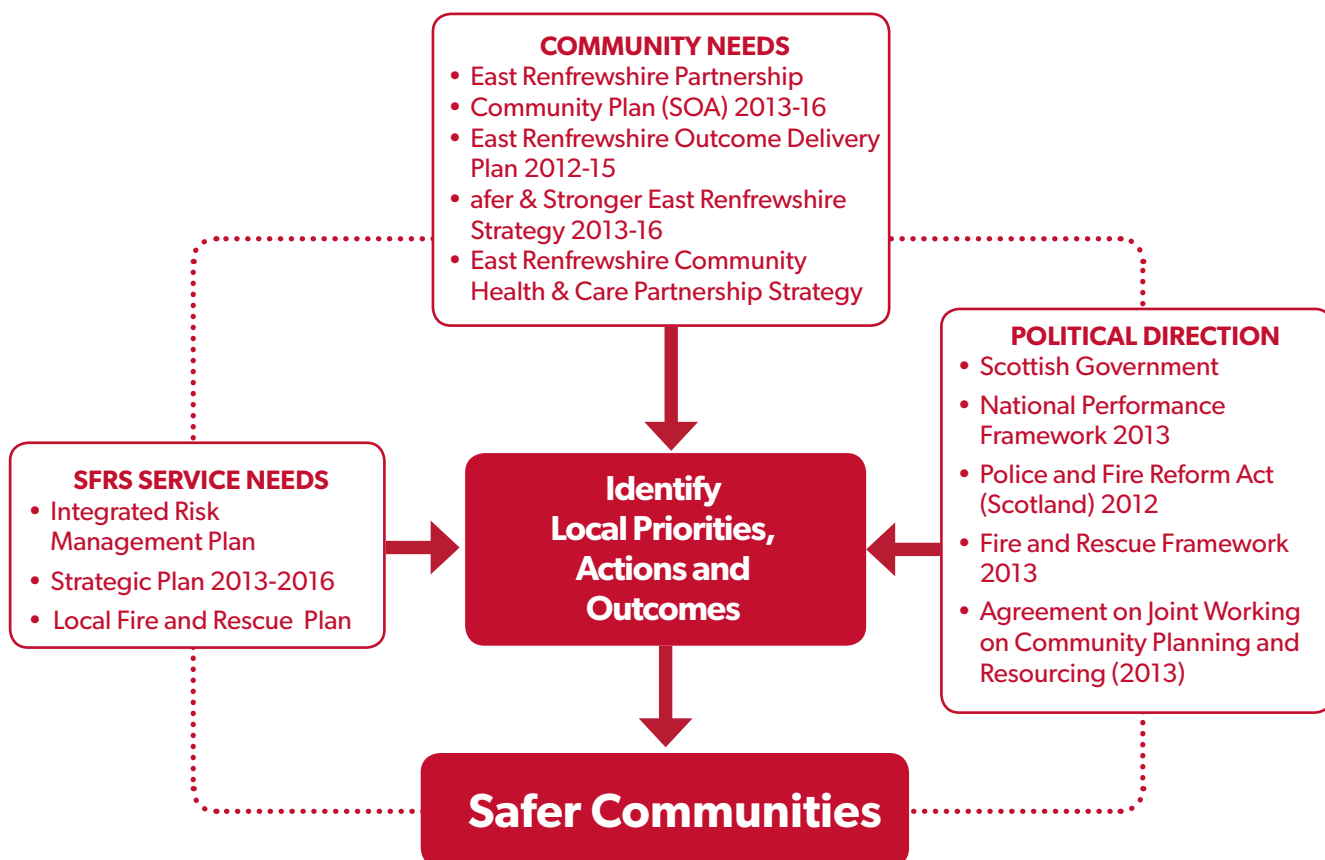 COMMUNITY NEEDS
• East Renfrewshire Partnership
• Community Plan (SOA) 2013-16
• East Renfrewshire Outcome Delivery
Plan 2012-15
• afer & Stronger East Renfrewshire
Strategy 2013-16
• East Renfrewshire Community
Health & Care Partnership Strategy
SFRS SERVICE NEEDS
• Integrated Risk
Management Plan
• Strategic Plan 2013-2016
• Local Fire and Rescue Plan
Identify
Local Priorities,
Actions and
Outcomes
POLITICAL DIRECTION
• Scottish Government
• National Performance
Framework 2013
• Police and Fire Reform Act
(Scotland) 2012
• Fire and Rescue Framework
2013
• Agreement on Joint Working
on Community Planning and
Resourcing (2013)
Safer Communities